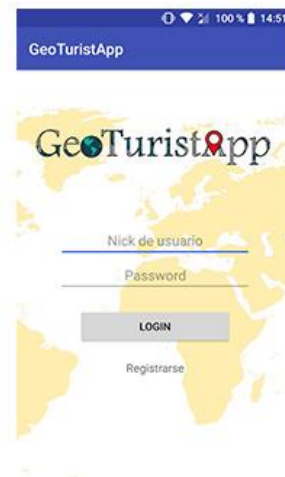 100 % 14:51
GeoTuristApp
GeoTuristApp
Nick de usuario
Password
LOGIN
Registrarse